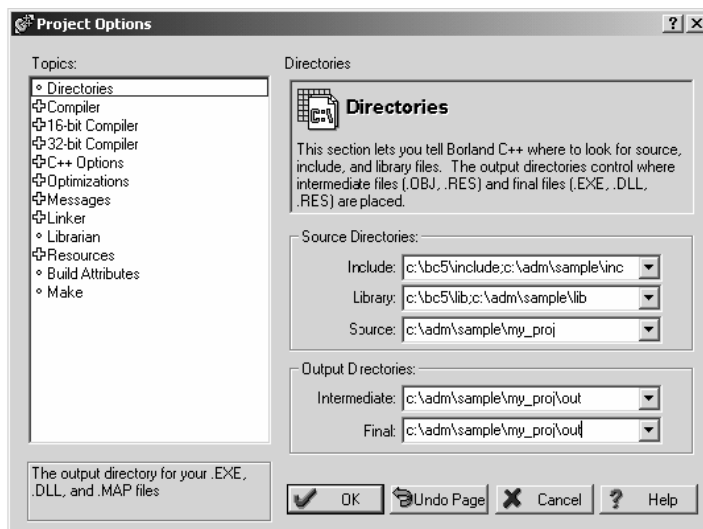 Project Options
Topics:
Directories
Compiler
16-bit Compiler
32-bit Compiler
C++ Options
Optimizations
Messages
Linker
Librarian
Resources
Build Attributes
Make
The output directory for your .EXE,
.DLL, and .MAP files
Directories
C:\
Directories
This section lets you tell Borland C++ where to look for source,
include, and library files. The output directories control where
intermediate files (.OBJ, .RES) and final files (.EXE, .DLL,
.RES) are placed.
Source Directories:
Include: c:\bc5\include;c:\adm\sample\inc
Library: c:\bc5\lib;c:\adm\sample\lib
Source: c:\adm\sample\my_proj
Output Directories:
Intermediate: c:\adm\sample\my_proj\out
Final: c:\adm\sample\my_proj\out
OK Undo Page Cancel ? Help